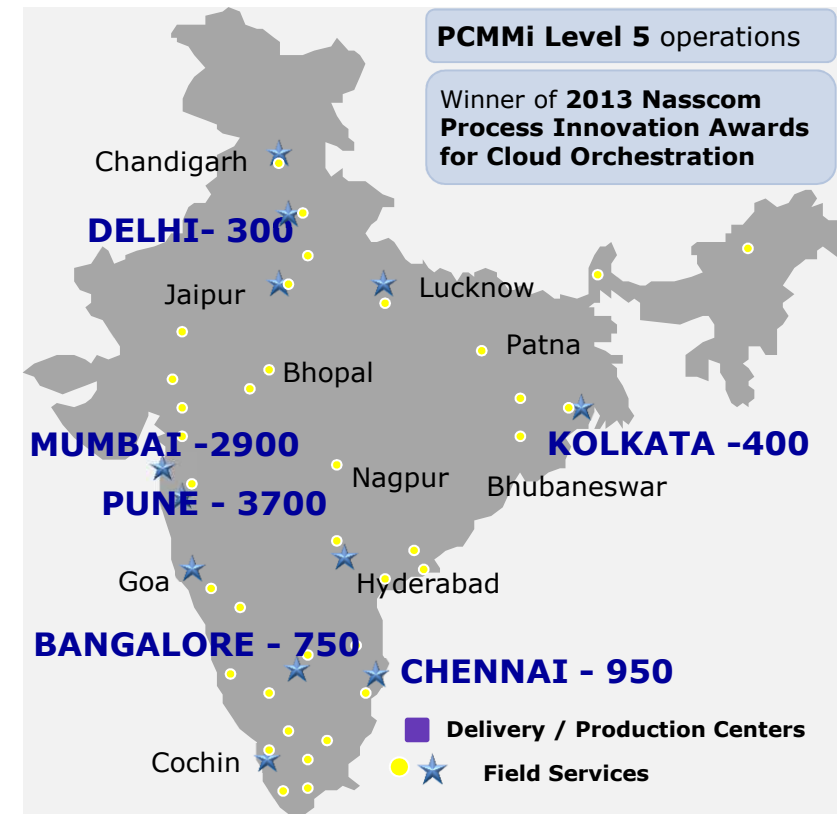 PCMMi Level 5 operations
Winner of 2013 Nasscom
Process Innovation Awards
for Cloud Orchestration
Chandigarh
DELHI– 300
Jaipur
Lucknow
Patna
Bhopal
MUMBAI -2900
KOLKATA -400
Nagpur
Bhubaneswar
PUNE - 3700
Goa
Hyderabad
BANGALORE - 750
CHENNAI - 950
Delivery / Production Centers
Cochin
Field Services